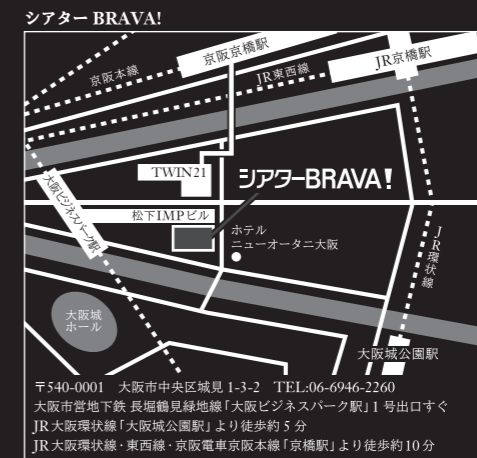 シアター BRAVA!
京阪京橋駅
JR京橋駅
京阪本線
JR東西線
TWIN21
シアターBRAVA!
大阪ビジネスパーク駅
松下IMPビル
ホテル
ニューオータニ大阪
JR環状線
大阪城
ホール
大阪城公園駅
〒540-0001 大阪市中央区城見 1-3-2 TEL:06-6946-2260
大阪市営地下鉄 長堀鶴見緑地線「大阪ビジネスパーク駅」1 号出口すぐ
JR大阪環状線「大阪城公園駅」より徒歩約 5 分
JR大阪環状線・東西線・京阪電車京阪本線「京橋駅」より徒歩約10 分